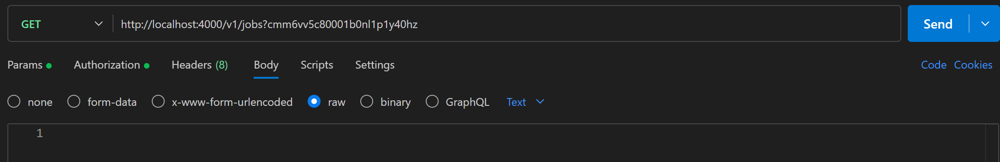 GET http://localhost:4000/v1/jobs?cmm6vv5c80001b0nl1p1y40hz Send
Params Authorization Headers (8) Body Scripts Settings Code Cookies
none form-data x-www-form-urlencoded raw binary GraphQL Text
1